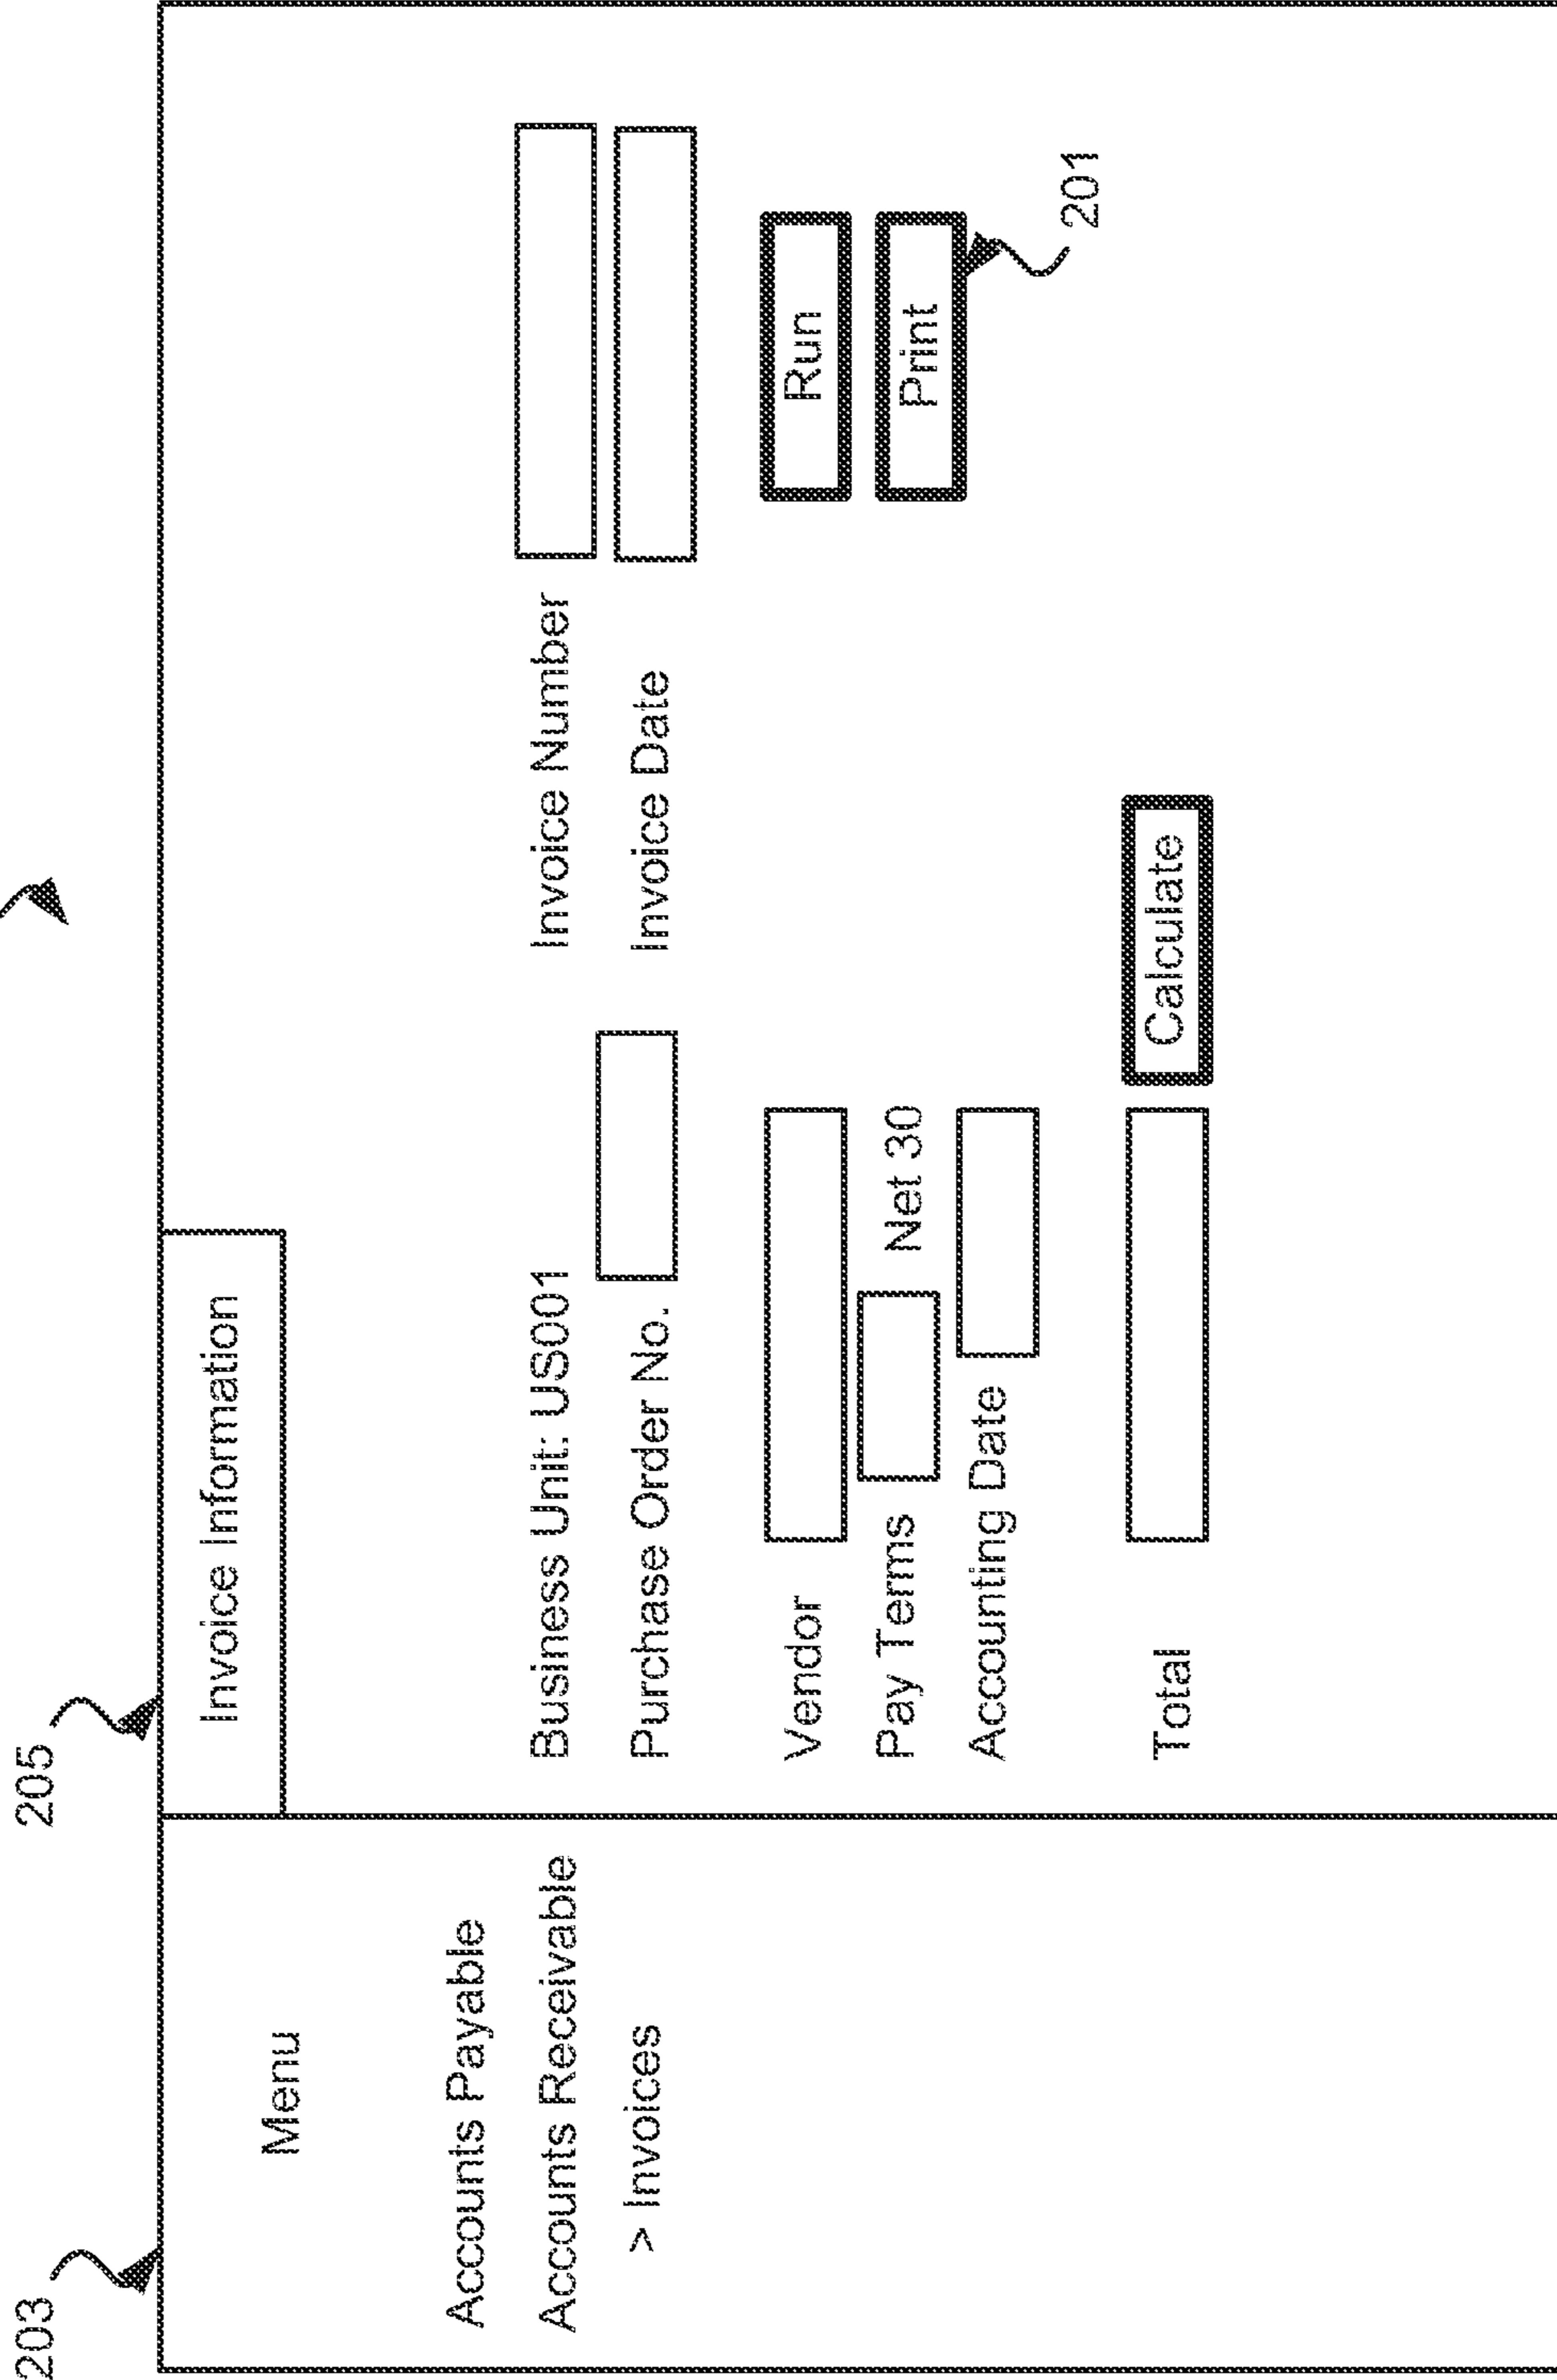 203
205
Menu
Invoice Information
Accounts Payable
Accounts Receivable
> Invoices
Business Unit: US001
Invoice Number
Purchase Order No.
Invoice Date
Vendor
Run
Pay Terms
Net 30
Print
Accounting Date
201
Total
Calculate